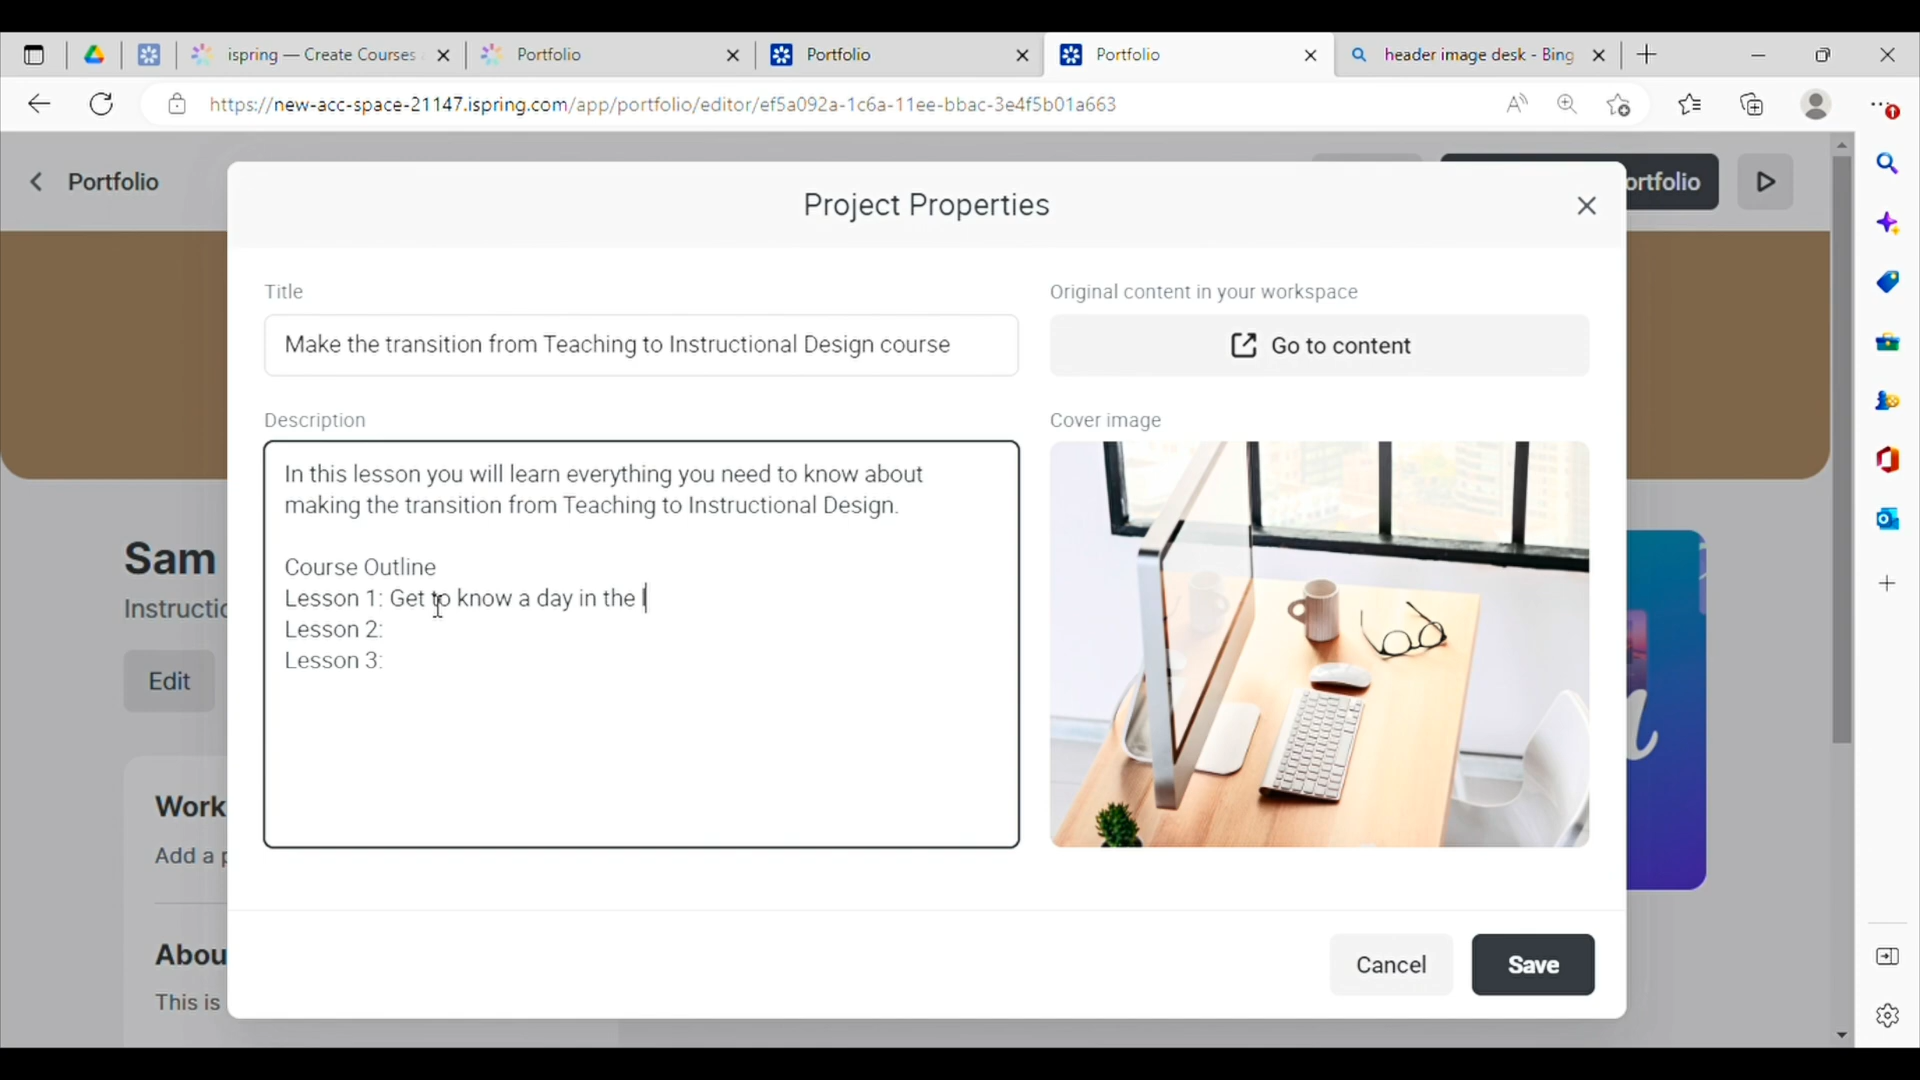 ispring — Create Courses
Portfolio
Portfolio
Portfolio
header image desk - Bing
https://new-acc-space-21147.ispring.com/app/portfolio/editor/ef5a092a-1c6a-11ee-bbac-3e4f5b01a663
Portfolio
ortfolio
Project Properties
Title
Original content in your workspace
Make the transition from Teaching to Instructional Design course
Go to content
Description
Cover image
In this lesson you will learn everything you need to know about
making the transition from Teaching to Instructional Design.
Course Outline
Lesson 1: Get to know a day in the l
Lesson 2:
Lesson 3:
Sam
Instructio
Edit
Work
Add a p
Abou
This is
Cancel
Save